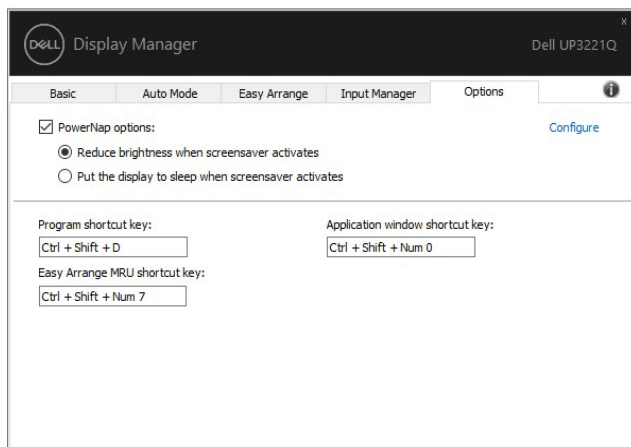 x
DELL Display Manager Dell UP3221Q
Basic Auto Mode Easy Arrange Input Manager Options i
PowerNap options: Configure
Reduce brightness when screensaver activates
Put the display to sleep when screensaver activates
Program shortcut key: Application window shortcut key:
Ctrl + Shift + D Ctrl + Shift + Num 0
Easy Arrange MRU shortcut key:
Ctrl + Shift + Num 7